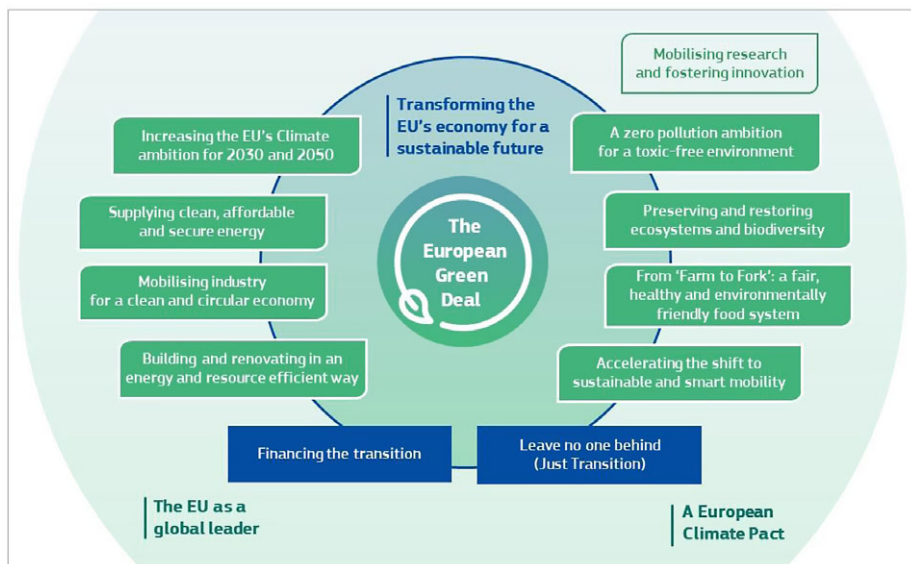 Mobilising research
and fostering innovation
Transforming the
EU's economy for a
sustainable future
Increasing the EU's Climate
ambition for 2030 and 2050
A zero pollution ambition
for a toxic-free environment
Supplying clean, affordable
and secure energy
Preserving and restoring
ecosystems and biodiversity
The
European
Green
Deal
Mobilising industry
for a clean and circular economy
From ‘Farm to Fork’: a fair,
healthy and environmentally
friendly food system
Building and renovating in an
energy and resource efficient way
Accelerating the shift to
sustainable and smart mobility
Financing the transition
Leave no one behind
(Just Transition)
The EU as a
global leader
A European
Climate Pact